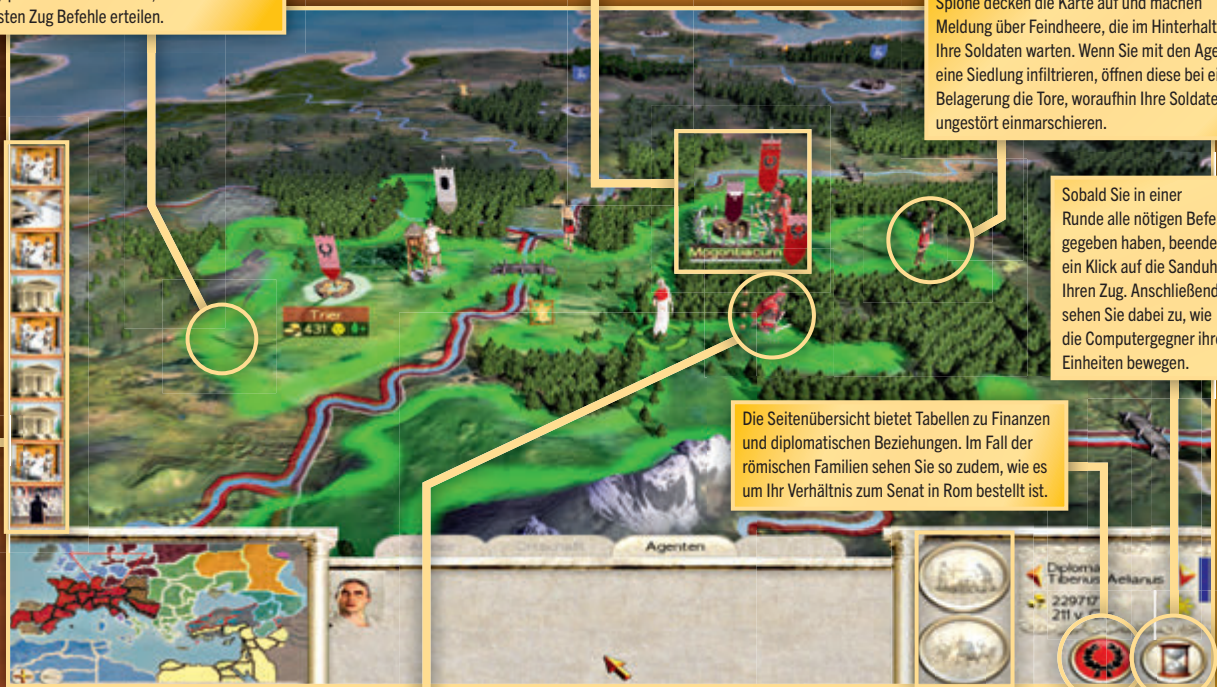 sten Zug Befehle erteilen.
Spione decken die Karte auf und machen
Meldung über Feindheere, die im Hinterhalt
Ihre Soldaten warten. Wenn Sie mit den Age
eine Siedlung infiltrieren, öffnen diese bei ei
Belagerung die Tore, woraufhin Ihre Soldate
ungestört einmarschieren.
Sobald Sie in einer
Runde alle nötigen Befe
gegeben haben, beende
ein Klick auf die Sanduh
Ihren Zug. Anschließend
sehen Sie dabei zu, wie
die Computergegner ihre
Einheiten bewegen.
Mogontiacum
Trier
431
Die Seitenübersicht bietet Tabellen zu Finanzen
und diplomatischen Beziehungen. Im Fall der
römischen Familien sehen Sie so zudem, wie es
um Ihr Verhältnis zum Senat in Rom bestellt ist.
Agenten
Diploma
Tiberius Aelianus
229717
211 v.